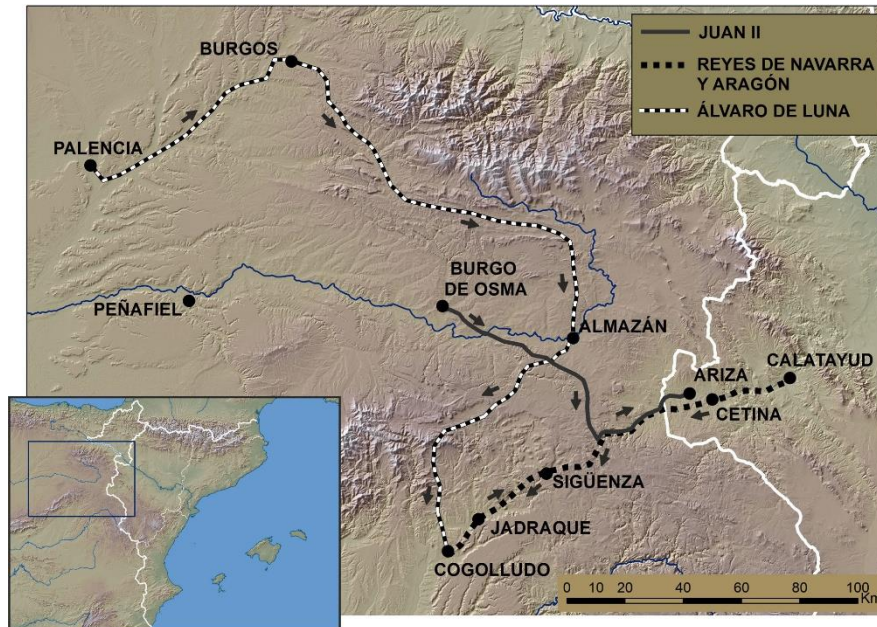 BURGOS
JUAN II
REYES DE NAVARRA
Y ARAGÓN
ÁLVARO DE LUNA
PALENCIA
BURGO
DE OSMA
PEÑAFIEL
ALMAZÁN
CALATAYUD
ARIZA
CETINA
SIGÜENZA
JADRAQUE
COGOLLUDO
0 10 20 40 60 80 100
Km